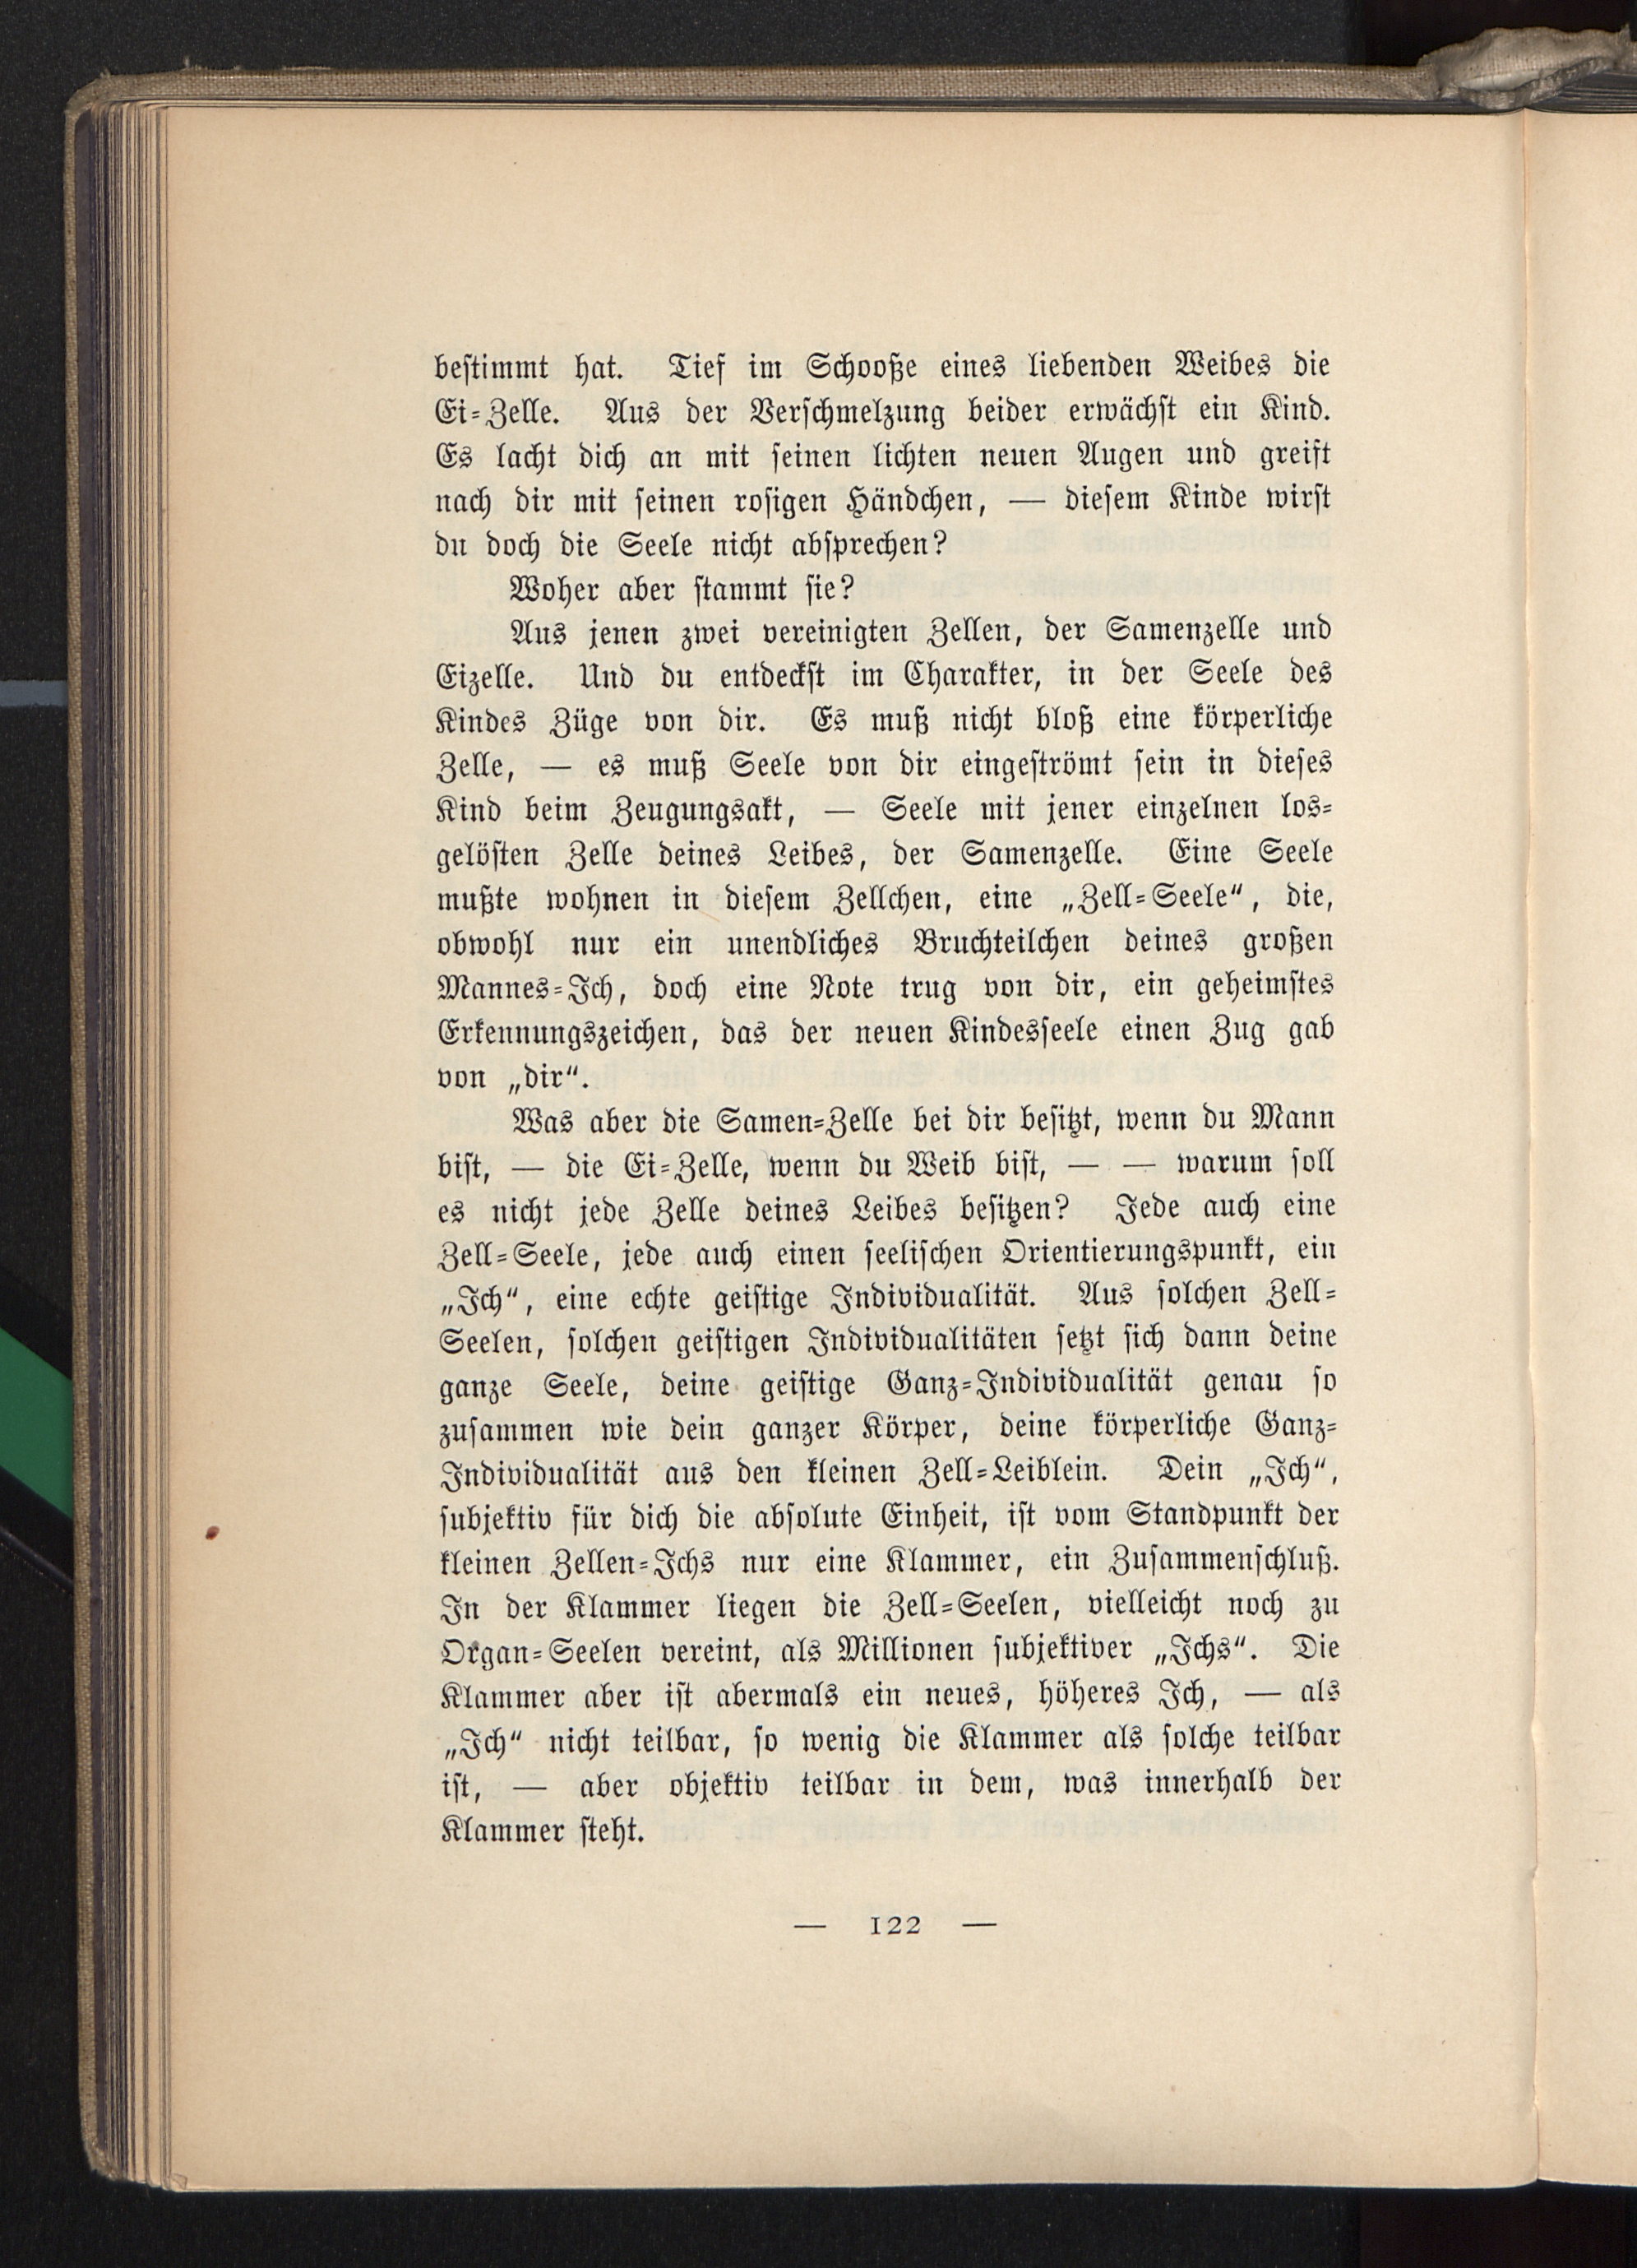 bestimmt hat. Tief im Schooße eines liebenden Weibes die
Ei-Zelle. Aus der Verschmelzung beider erwächst ein Kind.
Es lacht dich an mit seinen lichten neuen Augen und greift
nach dir mit seinen rosigen Händchen, — diesem Kinde wirst
du doch die Seele nicht absprechen?
Woher aber stammt sie?
Aus jenen zwei vereinigten Zellen, der Samenzelle und
Eizelle. Und du entdeckst im Charakter, in der Seele des
Kindes Züge von dir. Es muß nicht bloß eine körperliche
Zelle, — es muß Seele von dir eingeströmt sein in dieses
Kind beim Zeugungsakt, — Seele mit jener einzelnen los-
gelösten Zelle deines Leibes, der Samenzelle. Eine Seele
mußte wohnen in diesem Zellchen, eine „Zell-Seele“, die,
obwohl nur ein unendliches Bruchteilchen deines großen
Mannes-Ich, doch eine Note trug von dir, ein geheimstes
Erkennungszeichen, das der neuen Kindesseele einen Zug gab
von „dir“.
Was aber die Samen-Zelle bei dir besitzt, wenn du Mann
bist, — die Ei-Zelle, wenn du Weib bist, — — warum soll
es nicht jede Zelle deines Leibes besitzen? Jede auch eine
Zell-Seele, jede auch einen seelischen Orientierungspunkt, ein
„Ich“, eine echte geistige Individualität. Aus solchen Zell-
Seelen, solchen geistigen Individualitäten setzt sich dann deine
ganze Seele, deine geistige Ganz-Individualität genau so
zusammen wie dein ganzer Körper, deine körperliche Ganz-
Individualität aus den kleinen Zell-Leiblein. Dein „Ich“,
subjektiv für dich die absolute Einheit, ist vom Standpunkt der
kleinen Zellen-Ichs nur eine Klammer, ein Zusammenschluß.
In der Klammer liegen die Zell-Seelen, vielleicht noch zu
Organ-Seelen vereint, als Millionen subjektiver „Ichs“. Die
Klammer aber ist abermals ein neues, höheres Ich, — als
„Ich“ nicht teilbar, so wenig die Klammer als solche teilbar
ist, — aber objektiv teilbar in dem, was innerhalb der
Klammer steht.
— 122 —